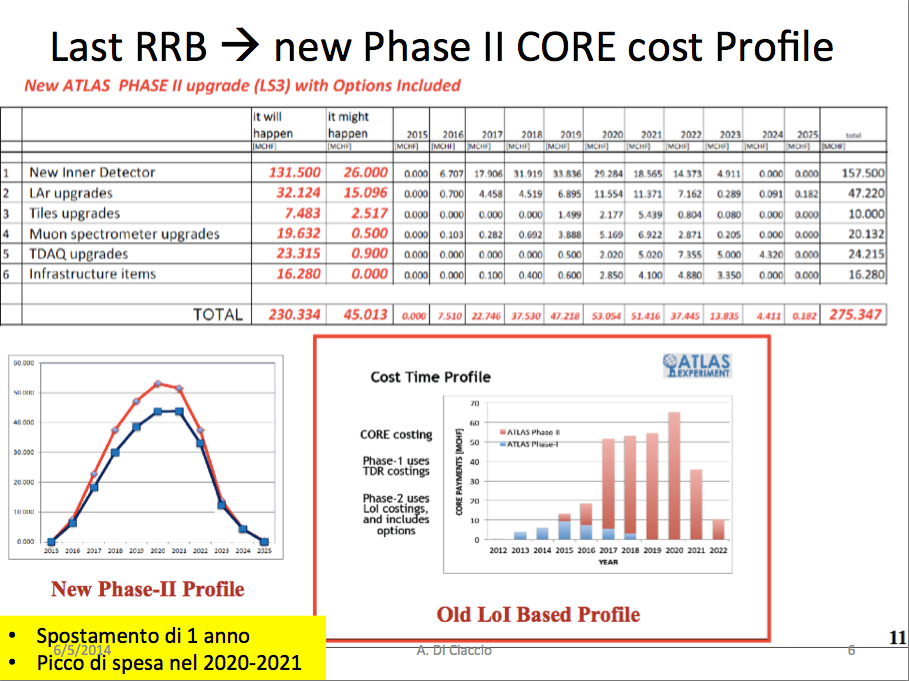 Last RRB → new Phase II CORE cost Profile
New ATLAS PHASE II upgrade (LS3) with Options Included
it will it might
happen happen 2015 2016 2017 2018 2019 2020 2021 2022 2023 2024 2025 total
[MCHF] [MCHF] [MCHF] [MCHF] [MCHF] [MCHF] [MCHF] [MCHF] [MCHF] [MCHF] [MCHF] [MCHF] [MCHF] [MCHF]
1 New Inner Detector 131.500 26.000 0.000 6.707 17.906 31.919 33.836 29.284 18.565 14.373 4.911 0.000 0.000 157.500
2 LAr upgrades 32.124 15.096 0.000 0.700 4.458 4.519 6.895 11.554 11.371 7.162 0.289 0.091 0.182 47.220
3 Tiles upgrades 7.483 2.517 0.000 0.000 0.000 0.000 1.499 2.177 5.439 0.804 0.080 0.000 0.000 10.000
4 Muon spectrometer upgrades 19.632 0.500 0.000 0.103 0.282 0.692 3.888 5.169 6.922 2.871 0.205 0.000 0.000 20.132
5 TDAQ upgrades 23.315 0.900 0.000 0.000 0.000 0.000 0.500 2.020 5.020 7.355 5.000 4.320 0.000 24.215
6 Infrastructure items 16.280 0.000 0.000 0.000 0.100 0.400 0.600 2.850 4.100 4.880 3.350 0.000 0.000 16.280
TOTAL 230.334 45.013 0.000 7.510 22.746 37.530 47.218 53.054 51.416 37.445 13.835 4.411 0.182 275.347
60.000
50.000
40.000
30.000
20.000
10.000
0.000
2015 2016 2017 2018 2019 2020 2021 2022 2023 2024 2025
New Phase-II Profile
ATLAS
EXPERIMENT
Cost Time Profile
CORE costing
Phase-1 uses
TDR costings
Phase-2 uses
LoI costings,
and includes
options
CORE PAYMENTS [MCHF]
70
60
50
40
30
20
10
0
ATLAS Phase II
ATLAS Phase-I
2012 2013 2014 2015 2016 2017 2018 2019 2020 2021 2022
YEAR
Old LoI Based Profile
• Spostamento di 1 anno
• Picco di spesa nel 2020-2021
6/5/2014
A. Di Ciaccio
6
11